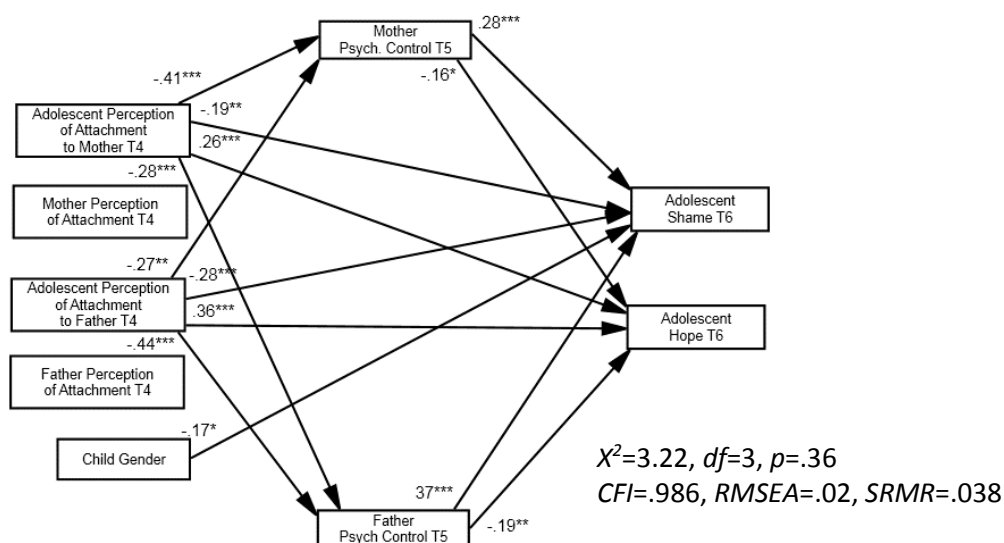 Mother
Psych. Control T5
.28***
-.16*
-.41***
-.19**
Adolescent Perception
of Attachment
to Mother T4
.26***
-.28***
Mother Perception
of Attachment T4
Adolescent
Shame T6
-.27**
-.28***
Adolescent Perception
of Attachment
to Father T4
.36***
Adolescent
Hope T6
-.44***
Father Perception
of Attachment T4
-.17*
Child Gender
37***
Father
Psych Control T5
-.19**
X²=3.22, df=3, p=.36
CFI=.986, RMSEA=.02, SRMR=.038